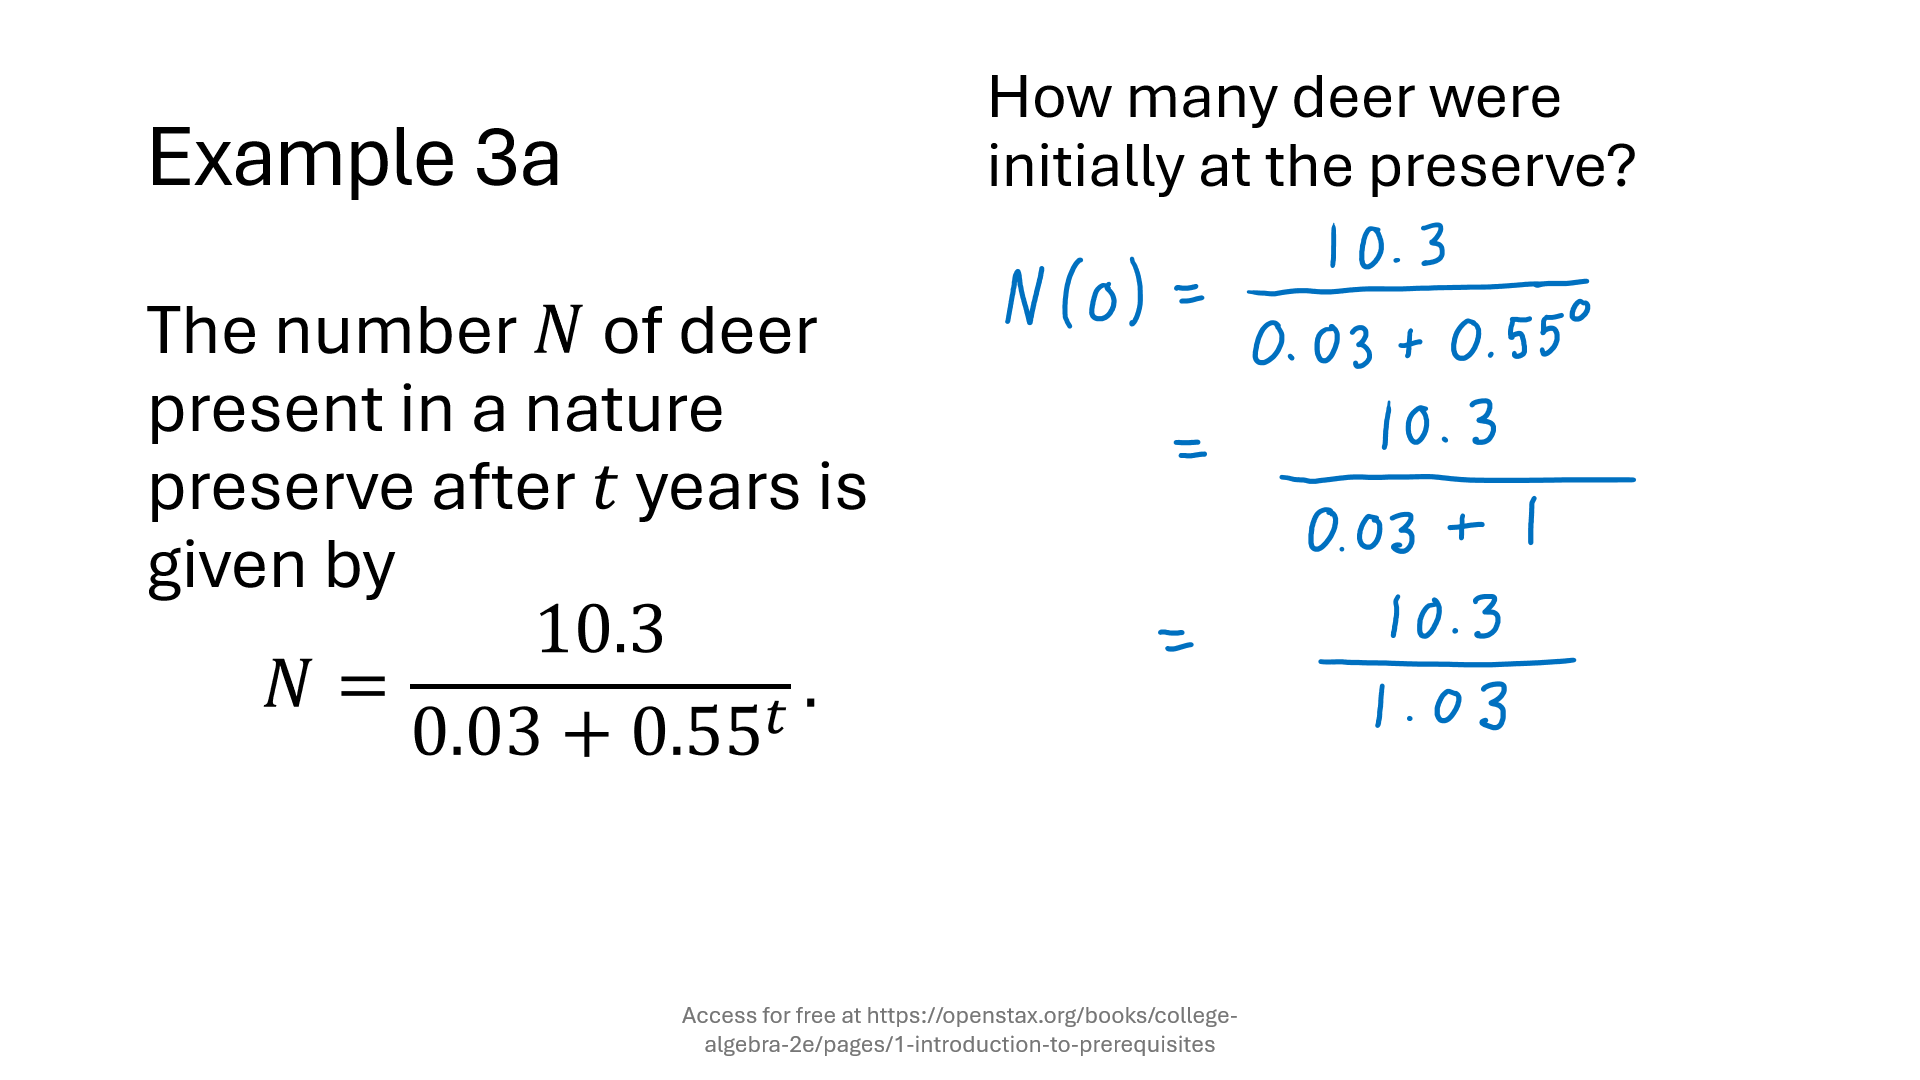 Example 3a
The number N of deer
present in a nature
preserve after t years is
given by
N = \frac{10.3}{0.03 + 0.55^t}.
How many deer were
initially at the preserve?
N(0) = \frac{10.3}{0.03 + 0.55^0}
= \frac{10.3}{0.03 + 1}
= \frac{10.3}{1.03}
Access for free at https://openstax.org/books/college-
algebra-2e/pages/1-introduction-to-prerequisites